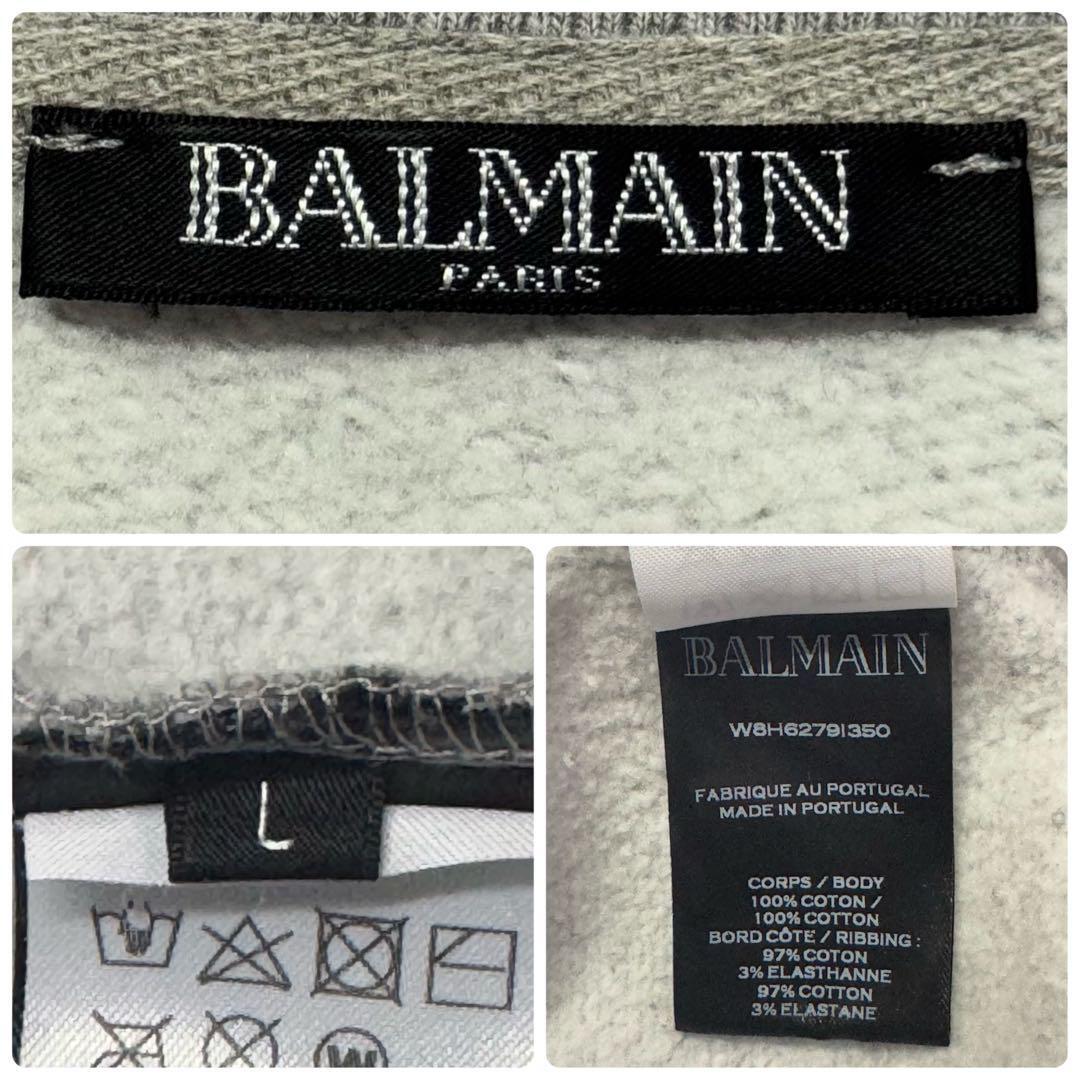 BALMAIN
PARIS
L
W
BALMAIN
W8H6279I350
FABRIQUE AU PORTUGAL
MADE IN PORTUGAL
CORPS / BODY
100% COTON /
100% COTTON
BORD CÔTE / RIBBING :
97% COTON
3% ELASTHANNE
97% COTTON
3% ELASTANE